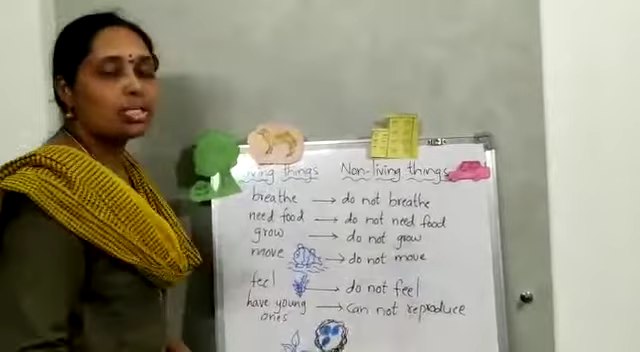 Living things Non-living things
breathe → do not breathe
need food → do not need food
grow → do not grow
move → do not move
feel → do not feel
have young ones → can not reproduce